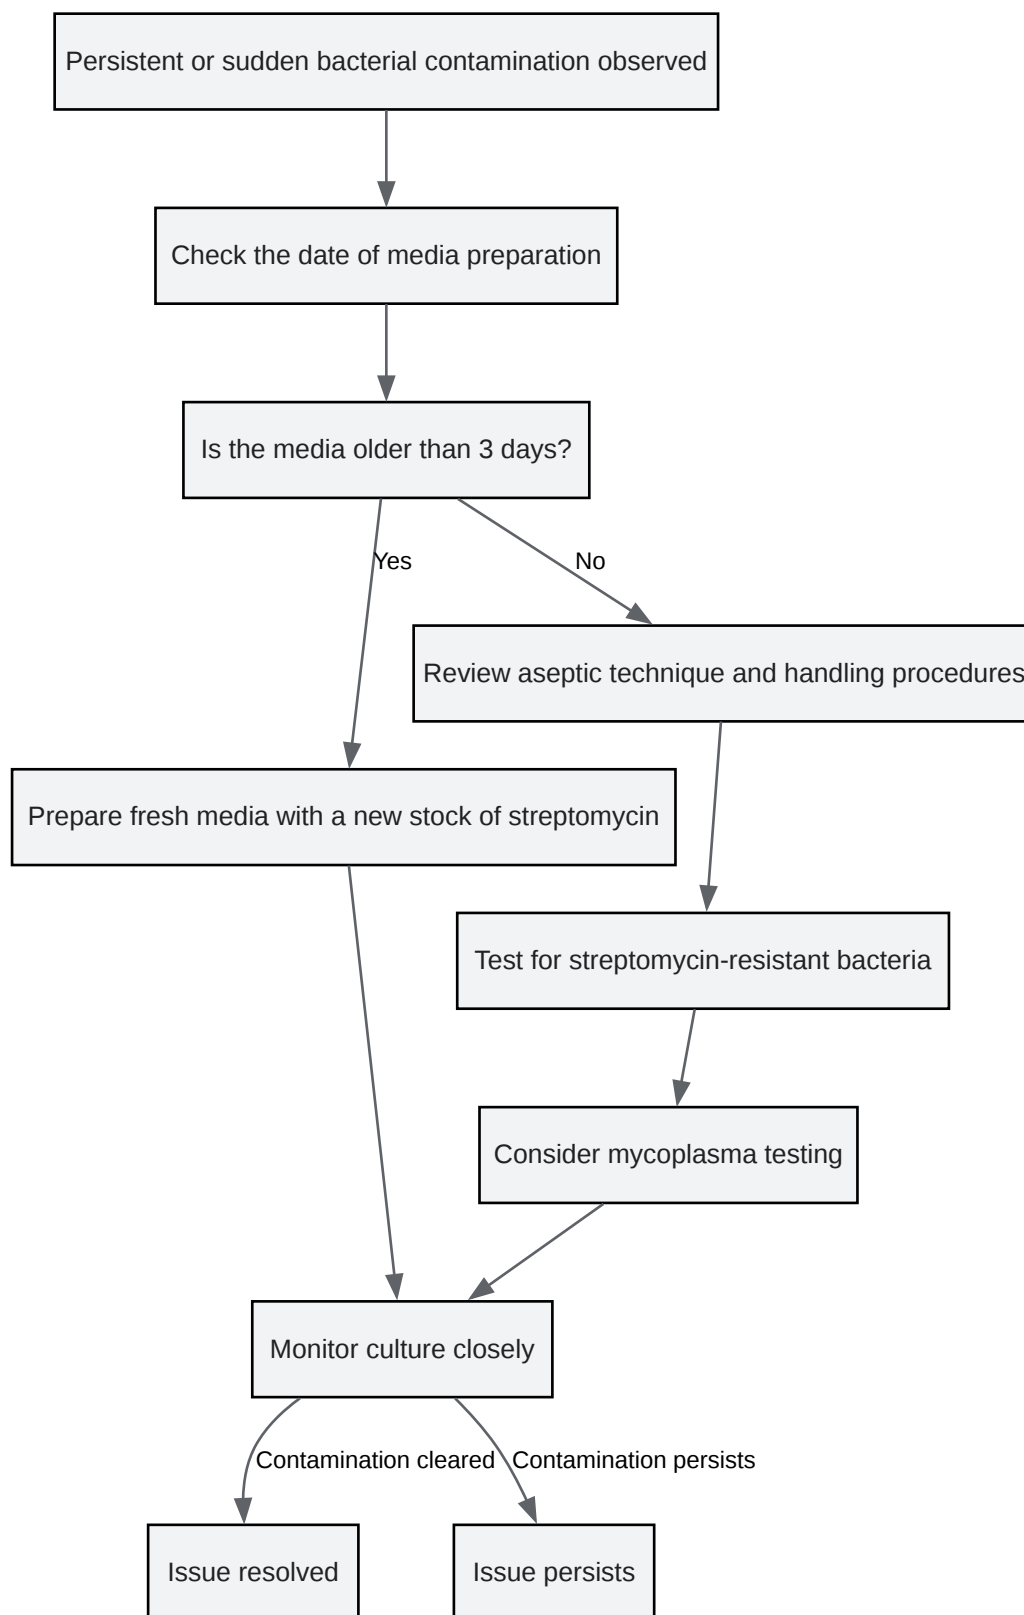 Persistent or sudden bacterial contamination observed
Check the date of media preparation
Is the media older than 3 days?
Yes
No
Review aseptic technique and handling procedures
Prepare fresh media with a new stock of streptomycin
Test for streptomycin-resistant bacteria
Consider mycoplasma testing
Monitor culture closely
Contamination cleared
Contamination persists
Issue resolved
Issue persists